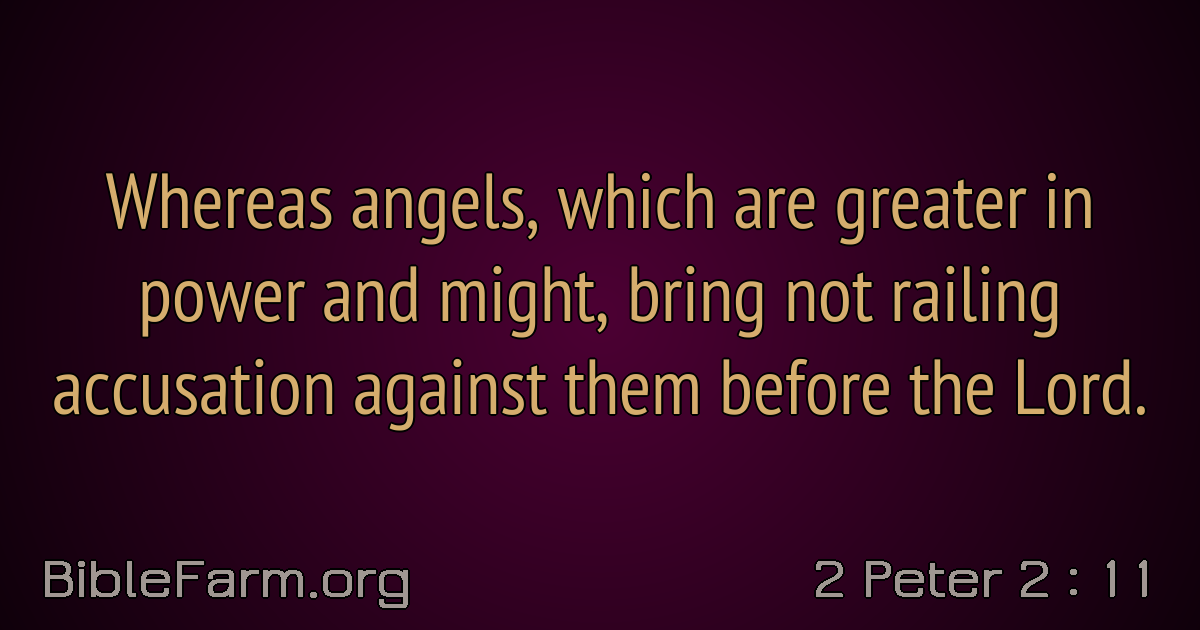 Whereas angels, which are greater in
power and might, bring not railing
accusation against them before the Lord.
BibleFarm.org
2 Peter 2 : 11